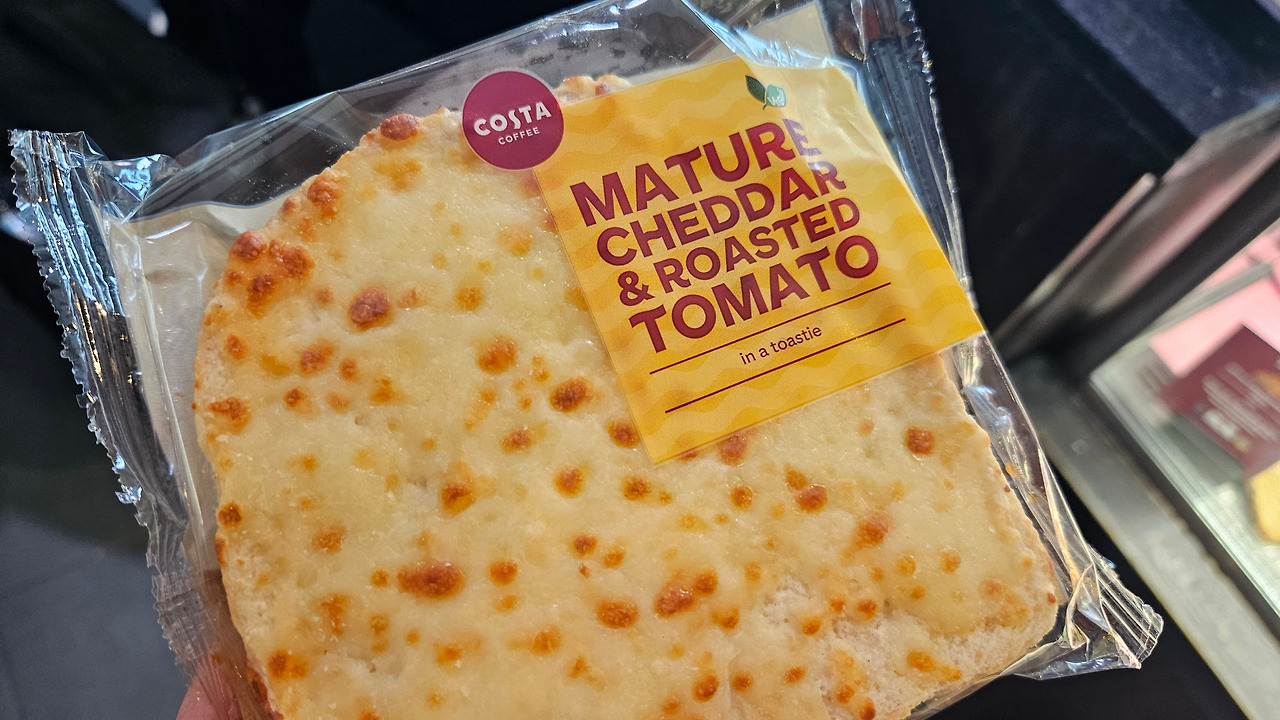 COSTA
COFFEE
MATURE
CHEDDAR
& ROASTED
TOMATO
in a toastie